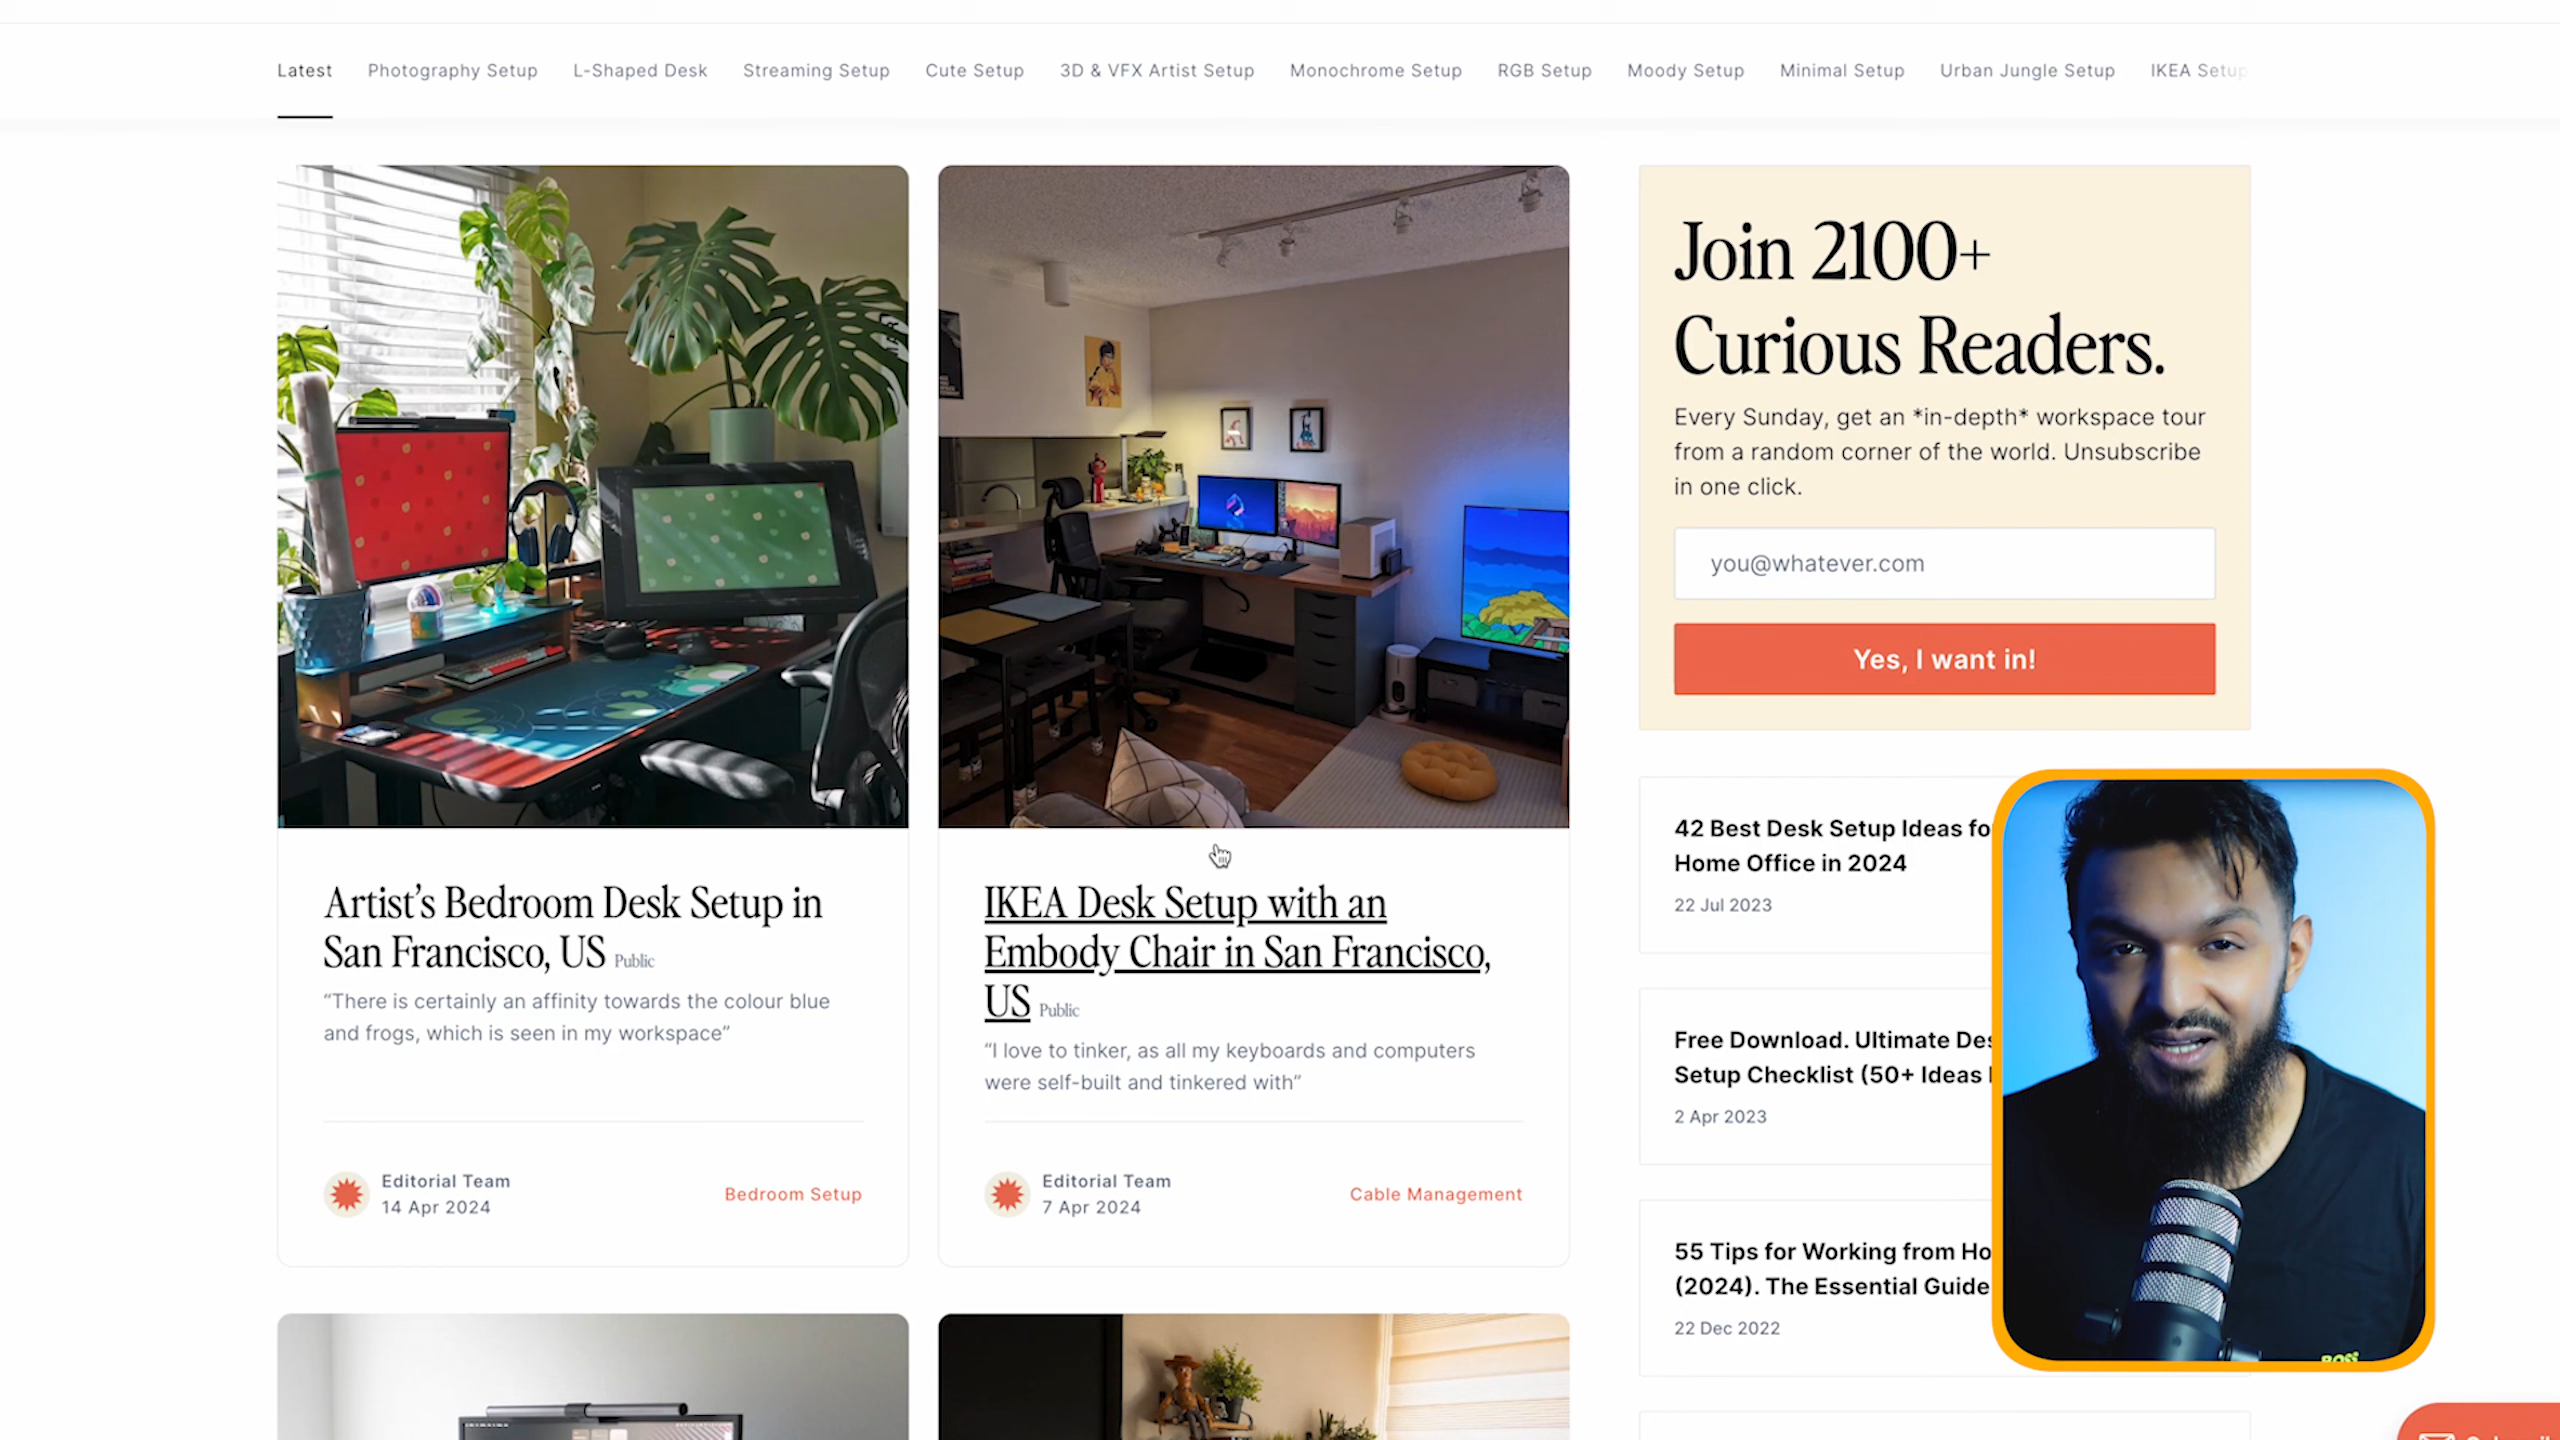 Latest
Photography Setup
L-Shaped Desk
Streaming Setup
Cute Setup
3D & VFX Artist Setup
Monochrome Setup
RGB Setup
Moody Setup
Minimal Setup
Urban Jungle Setup
IKEA Setup
Artist’s Bedroom Desk Setup in
San Francisco, US Public
“There is certainly an affinity towards the colour blue
and frogs, which is seen in my workspace”
Editorial Team
14 Apr 2024
Bedroom Setup
IKEA Desk Setup with an
Embody Chair in San Francisco,
US Public
“I love to tinker, as all my keyboards and computers
were self-built and tinkered with”
Editorial Team
7 Apr 2024
Cable Management
Join 2100+
Curious Readers.
Every Sunday, get an *in-depth* workspace tour
from a random corner of the world. Unsubscribe
in one click.
you@whatever.com
Yes, I want in!
42 Best Desk Setup Ideas fo
Home Office in 2024
22 Jul 2023
Free Download. Ultimate Des
Setup Checklist (50+ Ideas
2 Apr 2023
55 Tips for Working from Ho
(2024). The Essential Guide
22 Dec 2022